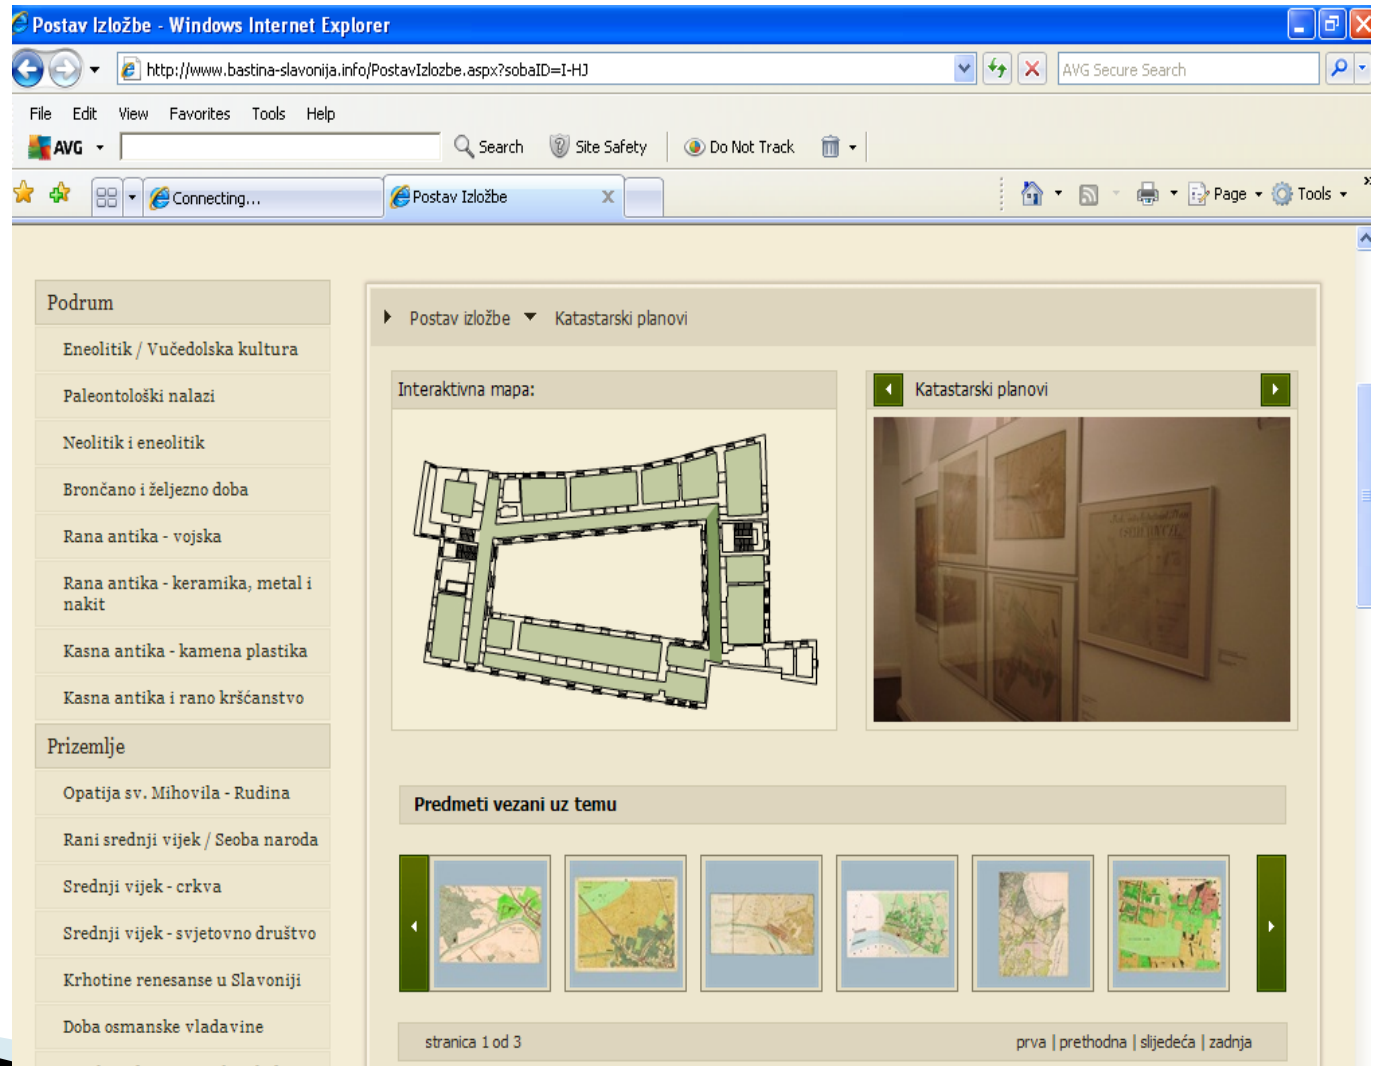 Postav Izložbe - Windows Internet Explorer
http://www.bastina-slavonija.info/PostavIzlozbe.aspx?sobaID=I-HJ
AVG Secure Search
File Edit View Favorites Tools Help
AVG Search Site Safety Do Not Track
Connecting... Postav Izložbe X Page Tools »
Podrum
Eneolitik / Vučedolska kultura
Paleontološki nalazi
Neolitik i eneolitik
Brončano i željezno doba
Rana antika - vojska
Rana antika - keramika, metal i
nakit
Kasna antika - kamena plastika
Kasna antika i rano kršćanstvo
Prizemlje
Opatija sv. Mihovila - Rudina
Rani srednji vijek / Seoba naroda
Srednji vijek - crkva
Srednji vijek - svjetovno društvo
Krhotine renesanse u Slavoniji
Doba osmanske vladavine
Postav izložbe Katastarski planovi
Interaktivna mapa:
Katastarski planovi
Predmeti vezani uz temu
stranica 1 od 3
prva | prethodna | slijedeća | zadnja